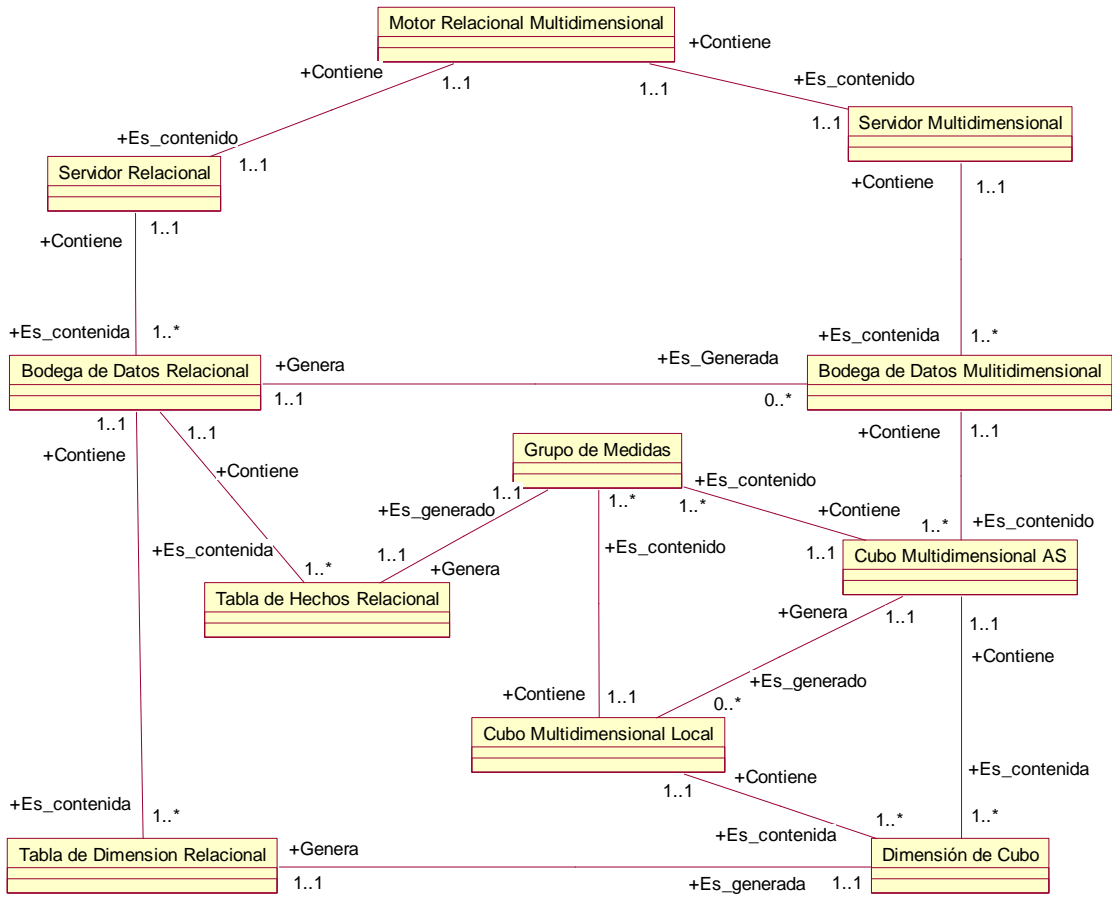 Motor Relacional Multidimensional
+Contiene
+Contiene
1..1
1..1
+Es_contenido
+Es_contenido
1..1
Servidor Multidimensional
1..1
Servidor Relacional
+Contiene
1..1
1..1
+Contiene
+Es_contenida
1..*
+Es_contenida
1..*
Bodega de Datos Relacional
+Genera
+Es_Generada
Bodega de Datos Mulitidimensional
1..1
0..*
1..1
1..1
+Contiene
1..1
+Contiene
Grupo de Medidas
+Contiene
+Es_contenido
1..1
1..*
1..*
+Es_generado
+Contiene
1..*
+Es_contenido
+Es_contenida
1..1
+Es_contenido
1..1
Cubo Multidimensional AS
1..*
+Genera
Tabla de Hechos Relacional
+Genera
1..1
1..1
+Contiene
+Es_generado
+Contiene
1..1
0..*
Cubo Multidimensional Local
+Contiene
+Es_contenida
1..1
+Es_contenida
1..*
1..*
1..*
+Es_contenida
Tabla de Dimension Relacional
+Genera
Dimensión de Cubo
1..1
+Es_generada
1..1